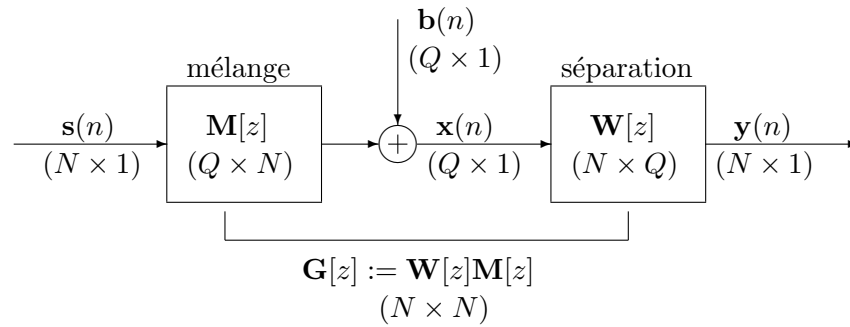 b(n)
(Q × 1)
mélange
séparation
s(n)
(N × 1)
M[z]
(Q × N)
+
x(n)
(Q × 1)
W[z]
(N × Q)
y(n)
(N × 1)
G[z] := W[z]M[z]
(N × N)